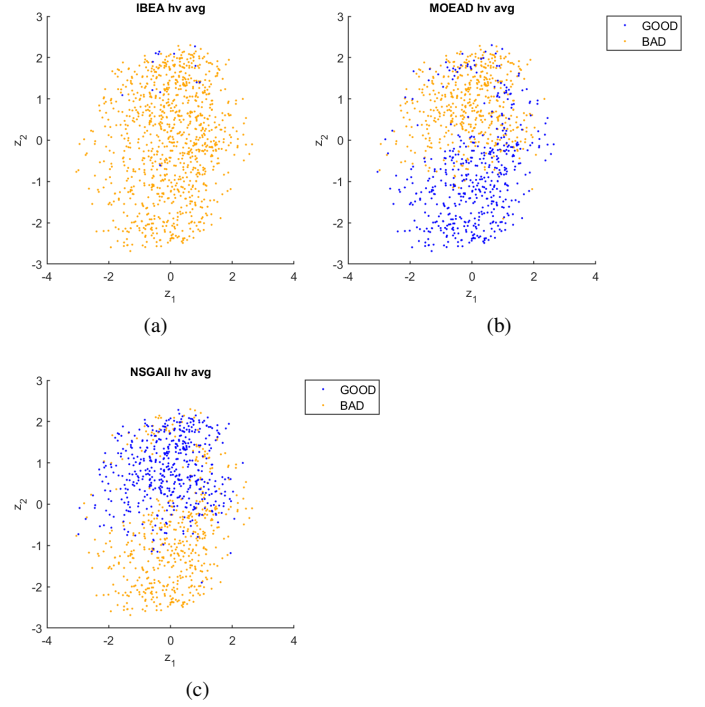 IBEA hv avg
3
2
1
0
-1
-2
-3
z2
-4 -2 0 2 4
z1
(a)
MOEAD hv avg
3
2
1
0
-1
-2
-3
z2
-4 -2 0 2 4
z1
(b)
GOOD
BAD
NSGAII hv avg
3
2
1
0
-1
-2
-3
z2
-4 -2 0 2 4
z1
(c)
GOOD
BAD